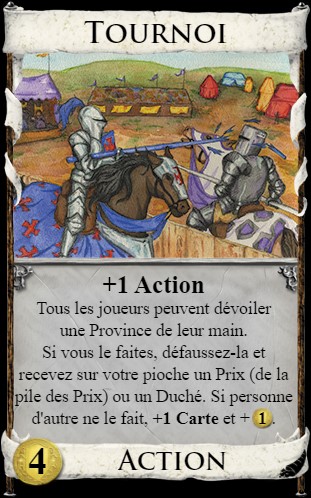 TOURNOI
+1 Action
Tous les joueurs peuvent dévoiler
une Province de leur main.
Si vous le faites, défaussez-la et
recevez sur votre pioche un Prix (de la
pile des Prix) ou un Duché. Si personne
d'autre ne le fait, +1 Carte et + 1.
4 ACTION